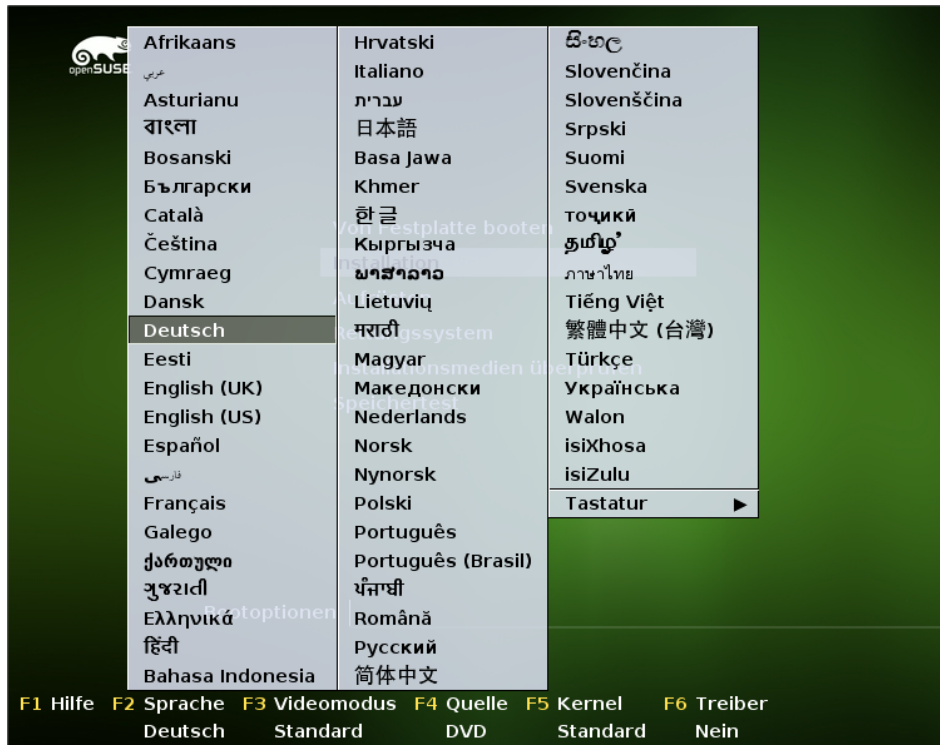 openSUSE
Afrikaans
عربي
Asturianu
বাংলা
Bosanski
Български
Català
Čeština
Cymraeg
Dansk
Deutsch
Eesti
English (UK)
English (US)
Español
فارسی
Français
Galego
ქართული
ગુજરાતી
Ελληνικά
हिंदी
Bahasa Indonesia
Hrvatski
Italiano
עברית
日本語
Basa Jawa
Khmer
한글
Кыргызча
ພາສາລາວ
Lietuvių
मराठी
Magyar
Македонски
Nederlands
Norsk
Nynorsk
Polski
Português
Português (Brasil)
ਪੰਜਾਬੀ
Română
Русский
简体中文
සිංහල
Slovenčina
Slovenščina
Srpski
Suomi
Svenska
тоҷикӣ
தமிழ்
ภาษาไทย
Tiếng Việt
繁體中文 (台灣)
Türkçe
Українська
Walon
isiXhosa
isiZulu
Tastatur
Von Festplatte booten
Installation
Installationsmedien überprüfen
Speichertest
Bootoptionen
F1 Hilfe F2 Sprache F3 Videomodus F4 Quelle F5 Kernel F6 Treiber
Deutsch Standard DVD Standard Nein